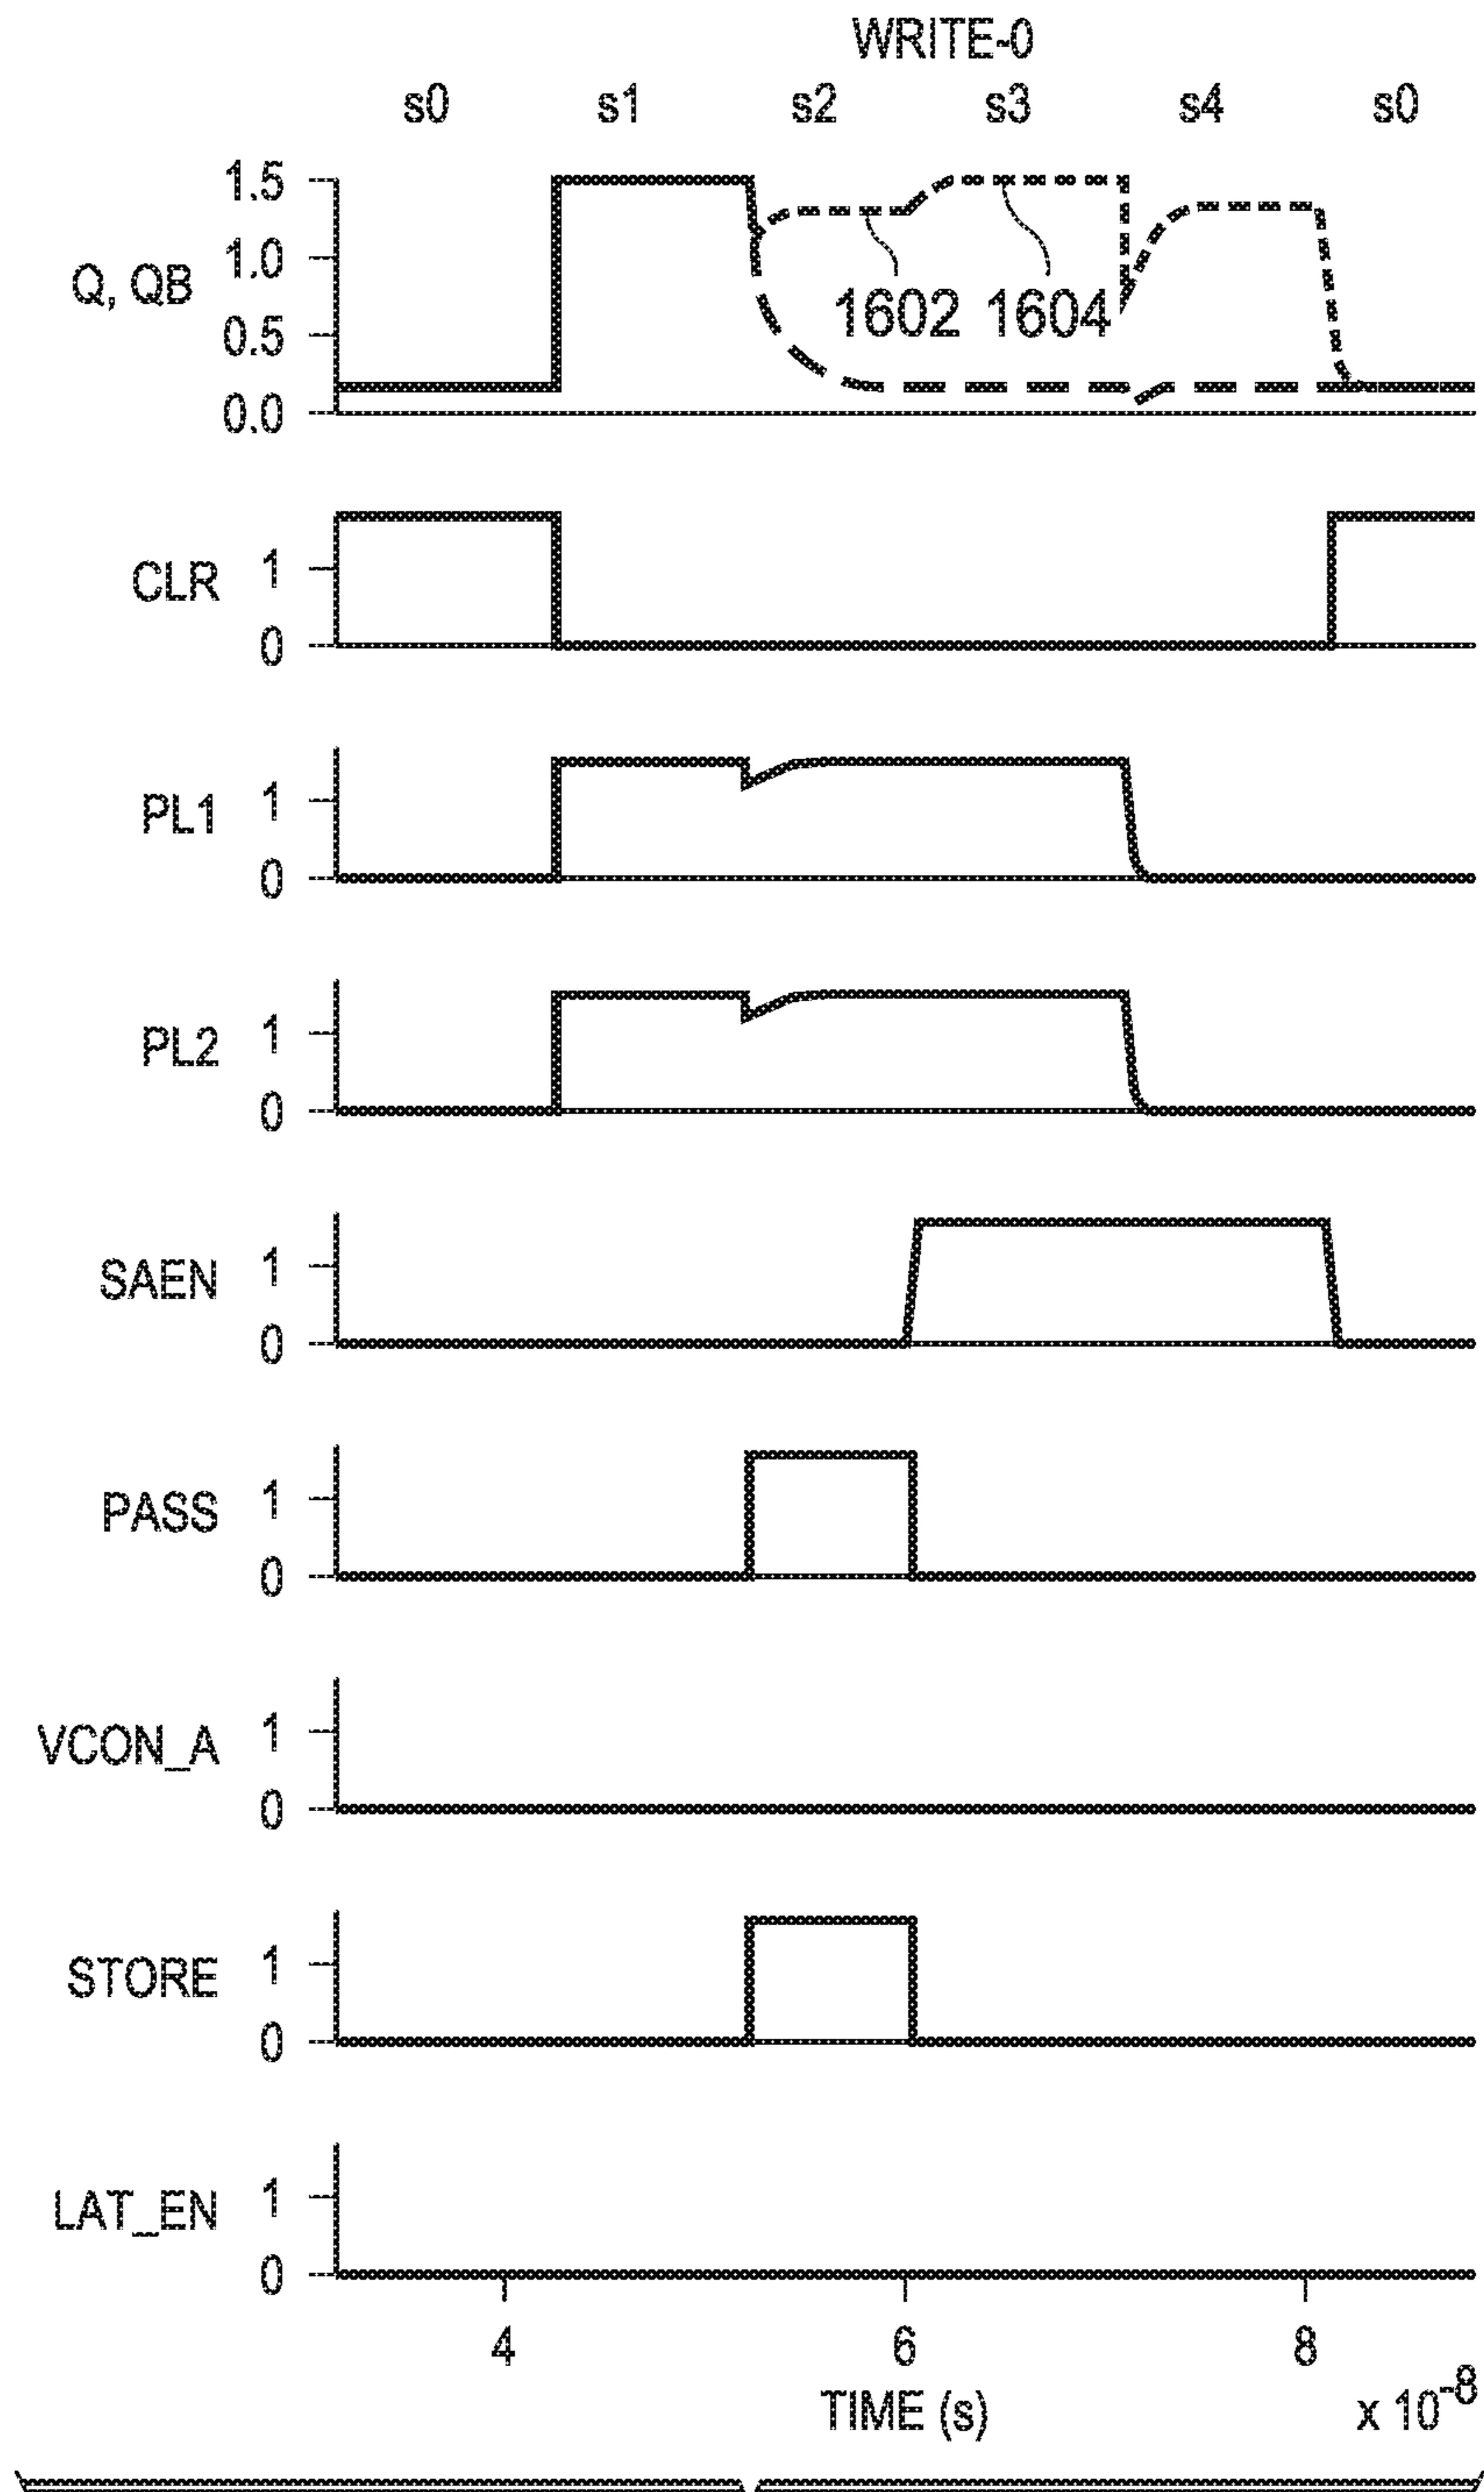 WRITE-0
s0 s1 s2 s3 s4 s0
Q, QB
1.5
1.0
0.5
0.0
1602 1604
CLR
1
0
PL1
1
0
PL2
1
0
SAEN
1
0
PASS
1
0
VCON_A
1
0
STORE
1
0
LAT_EN
1
0
4 6 8
TIME (s)
x 10-8